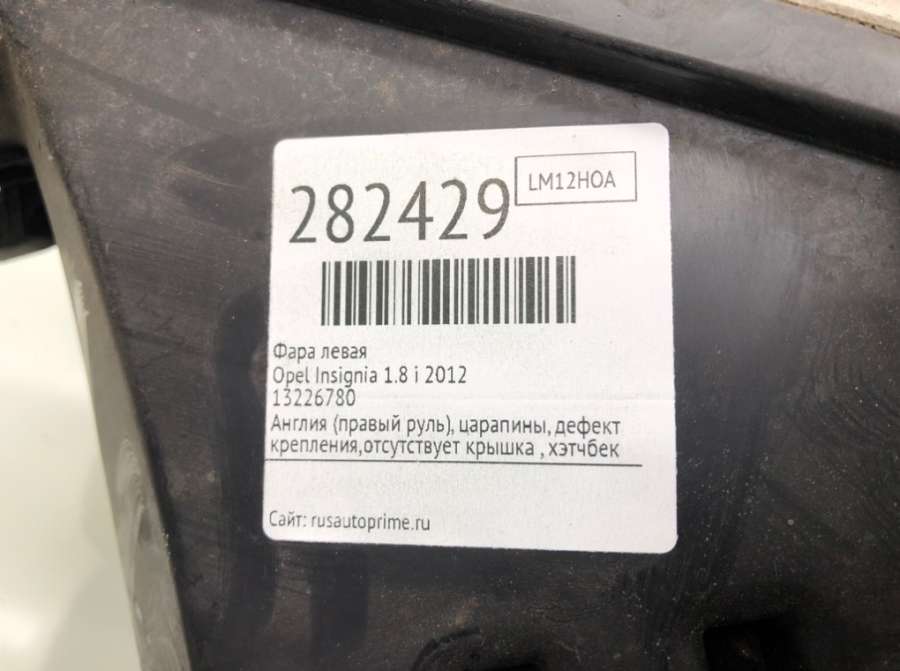 282429
LM12HOA
Фара левая
Opel Insignia 1.8 i 2012
13226780
Англия (правый руль), царапины, дефект
крепления,отсутствует крышка , хэтчбек
Сайт: rusautoprime.ru